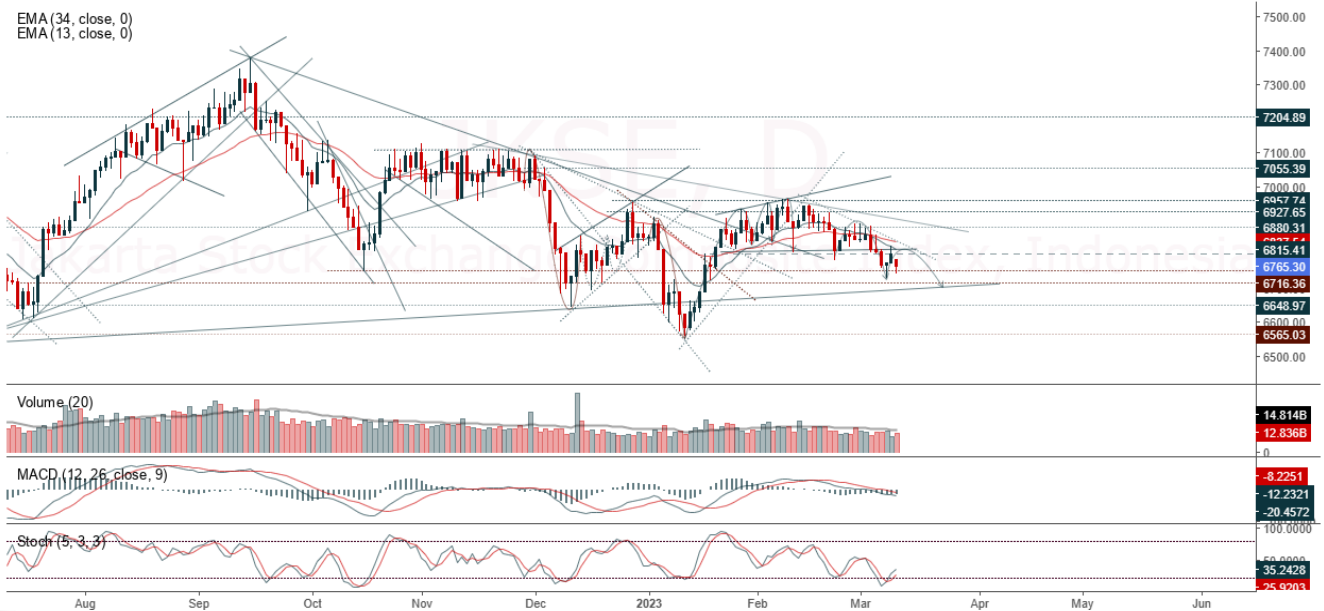 EMA (34, close, 0)
EMA (13, close, 0)
7500.00
7400.00
7300.00
7204.89
7100.00
7055.39
7000.00
6957.74
6927.65
6880.31
6815.41
6765.30
6716.36
6648.97
6600.00
6565.03
6500.00
JKSE, D
Volume (20)
14.814B
12.836B
0
MACD (12, 26, close, 9)
-8.2251
-12.2321
-20.4572
Stoch (5, 3, 3)
100.0000
50.0000
35.2428
25.9203
Aug Sep Oct Nov Dec 2023 Feb Mar Apr May Jun